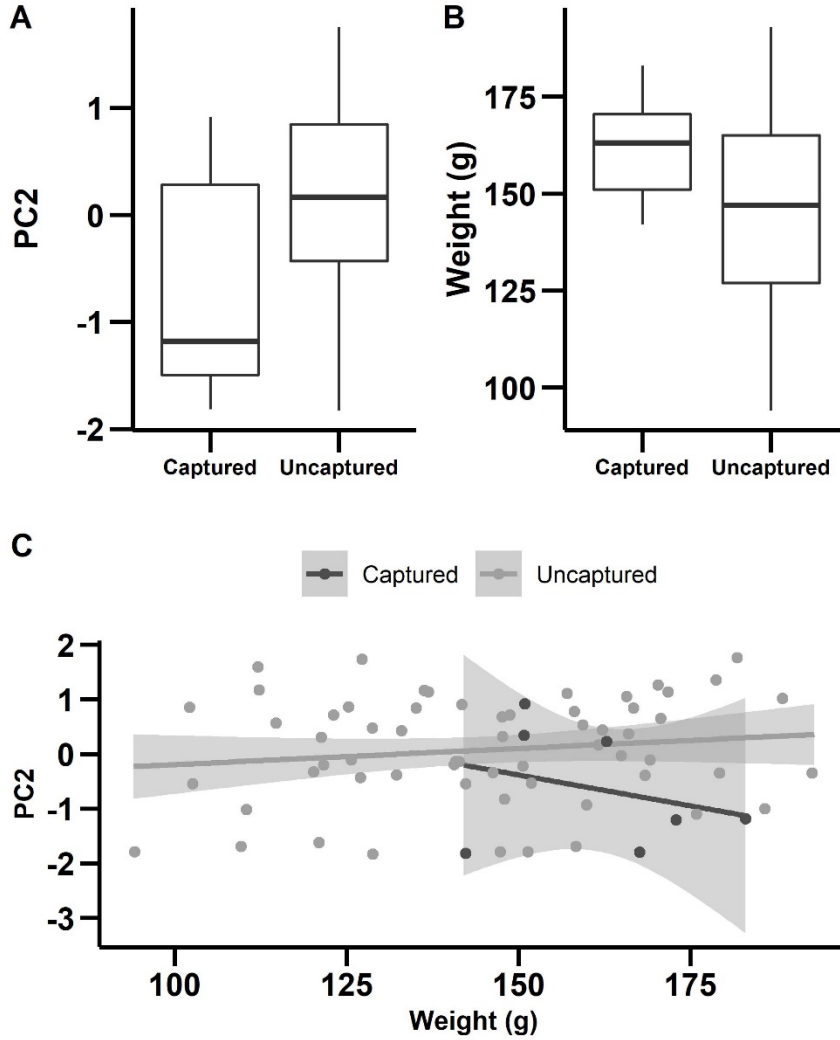 A
B
PC2
1
0
-1
-2
Captured Uncaptured
Weight (g)
175
150
125
100
Captured Uncaptured
C
Captured Uncaptured
PC2
2
1
0
-1
-2
-3
100 125 150 175
Weight (g)